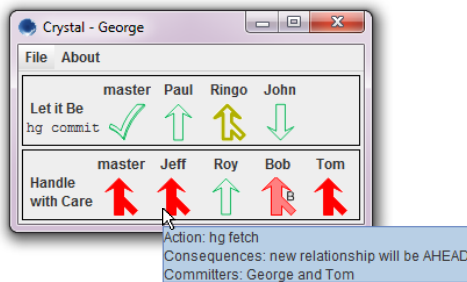 Crystal - George
File About
master Paul Ringo John
Let it Be
hg commit
master Jeff Roy Bob Tom
Handle
with Care
B
Action: hg fetch
Consequences: new relationship will be AHEAD
Committers: George and Tom